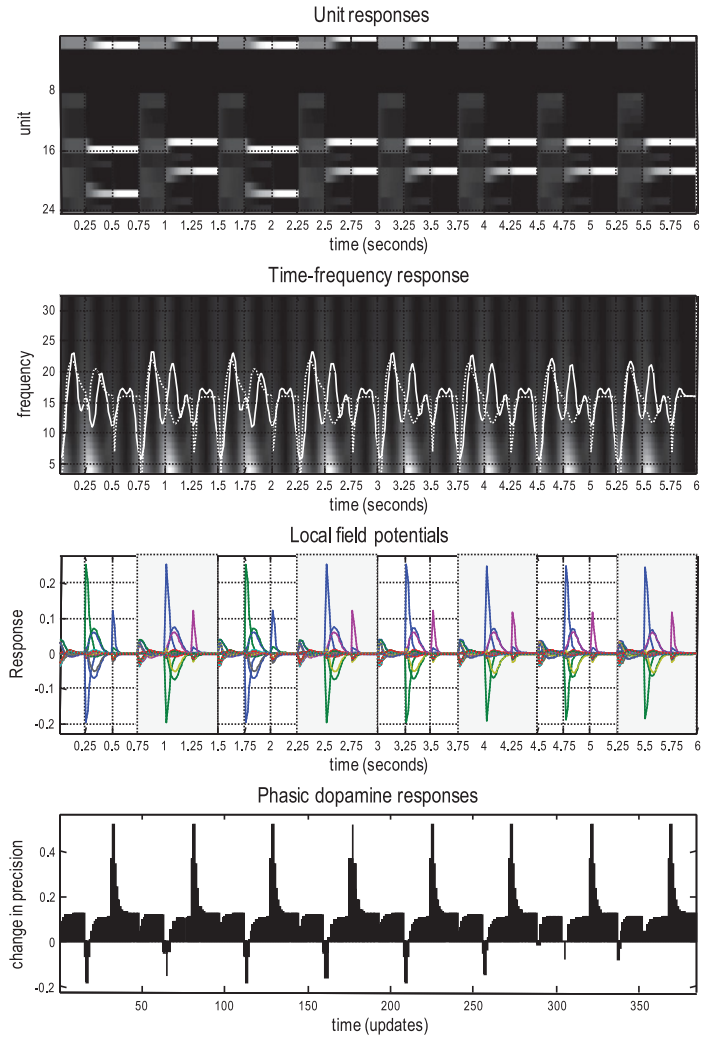 Unit responses
unit
8
16
24
0.25 0.5 0.75 1 1.25 1.5 1.75 2 2.25 2.5 2.75 3 3.25 3.5 3.75 4 4.25 4.5 4.75 5 5.25 5.5 5.75 6
time (seconds)
Time-frequency response
frequency
30
25
20
15
10
5
0.25 0.5 0.75 1 1.25 1.5 1.75 2 2.25 2.5 2.75 3 3.25 3.5 3.75 4 4.25 4.5 4.75 5 5.25 5.5 5.75 6
time (seconds)
Local field potentials
Response
0.2
0.1
0
-0.1
-0.2
0.25 0.5 0.75 1 1.25 1.5 1.75 2 2.25 2.5 2.75 3 3.25 3.5 3.75 4 4.25 4.5 4.75 5 5.25 5.5 5.75 6
time (seconds)
Phasic dopamine responses
change in precision
0.4
0.2
0
-0.2
50 100 150 200 250 300 350
time (updates)